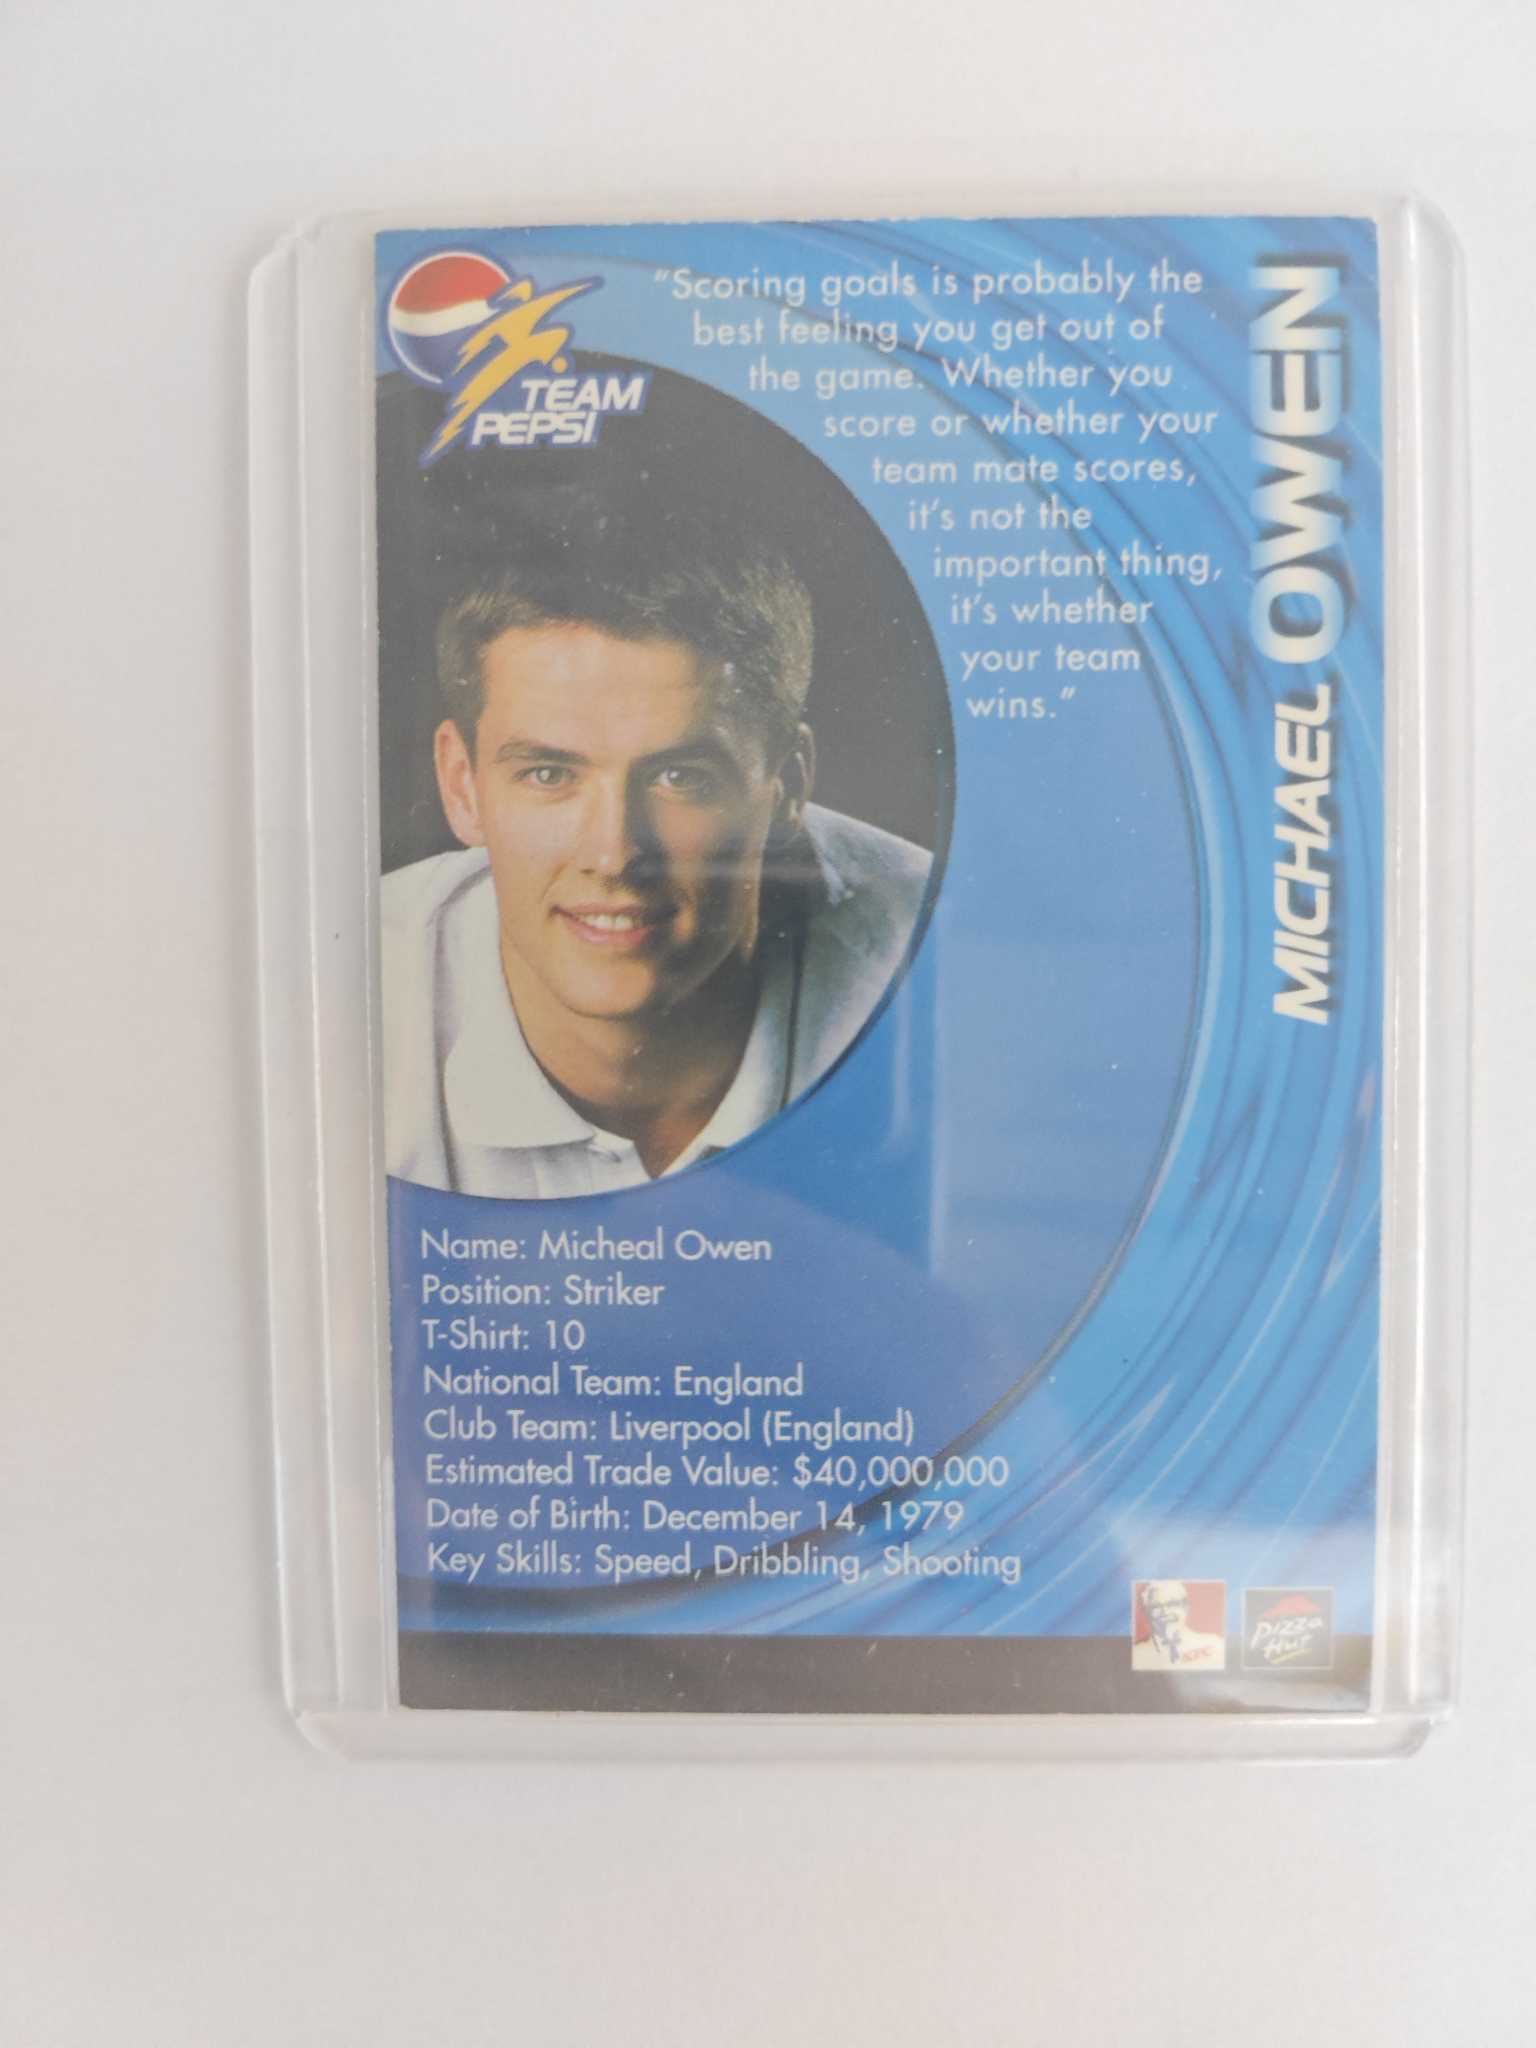 TEAM
PEPSI
"Scoring goals is probably the
best feeling you get out of
the game. Whether you
score or whether your
team mate scores,
it's not the
important thing,
it's whether
your team
wins."
MICHAEL OWEN
Name: Micheal Owen
Position: Striker
T-Shirt: 10
National Team: England
Club Team: Liverpool (England)
Estimated Trade Value: $40,000,000
Date of Birth: December 14, 1979
Key Skills: Speed, Dribbling, Shooting
KFC
Pizza
Hut